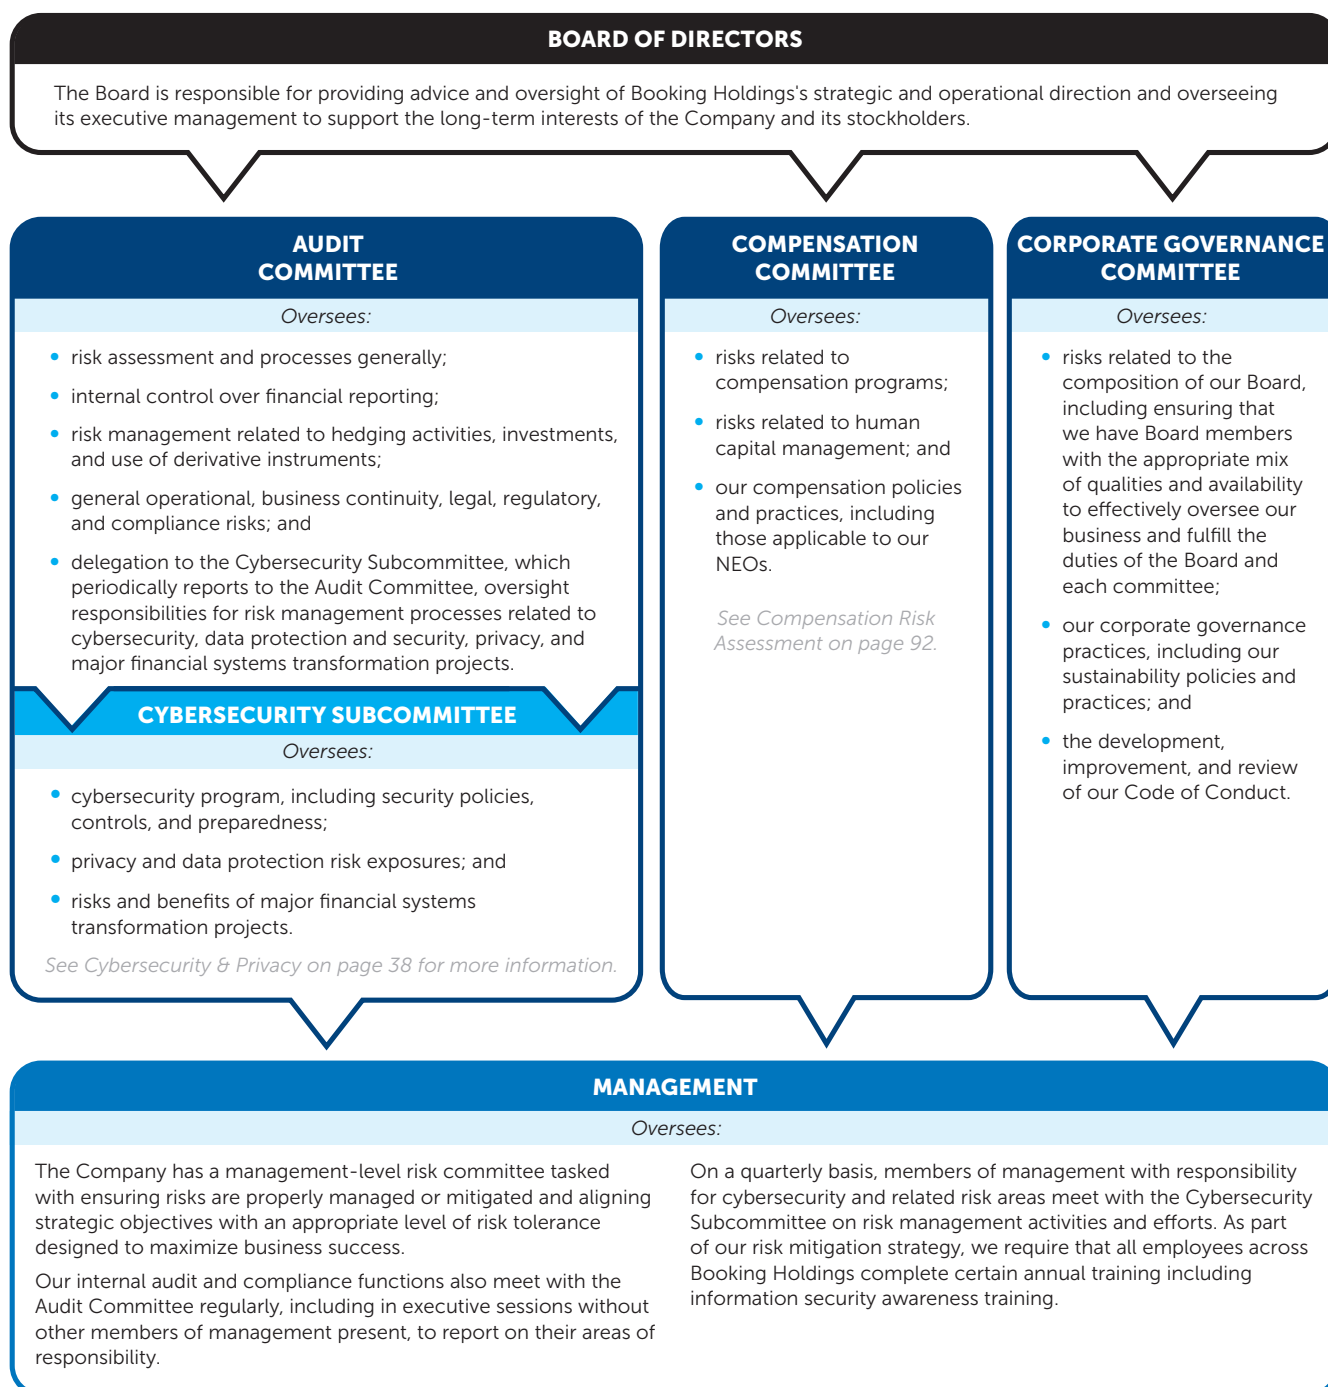 BOARD OF DIRECTORS
The Board is responsible for providing advice and oversight of Booking Holdings's strategic and operational direction and overseeing
its executive management to support the long-term interests of the Company and its stockholders.
AUDIT
COMMITTEE
Oversees:
• risk assessment and processes generally;
• internal control over financial reporting;
• risk management related to hedging activities, investments,
and use of derivative instruments;
• general operational, business continuity, legal, regulatory,
and compliance risks; and
• delegation to the Cybersecurity Subcommittee, which
periodically reports to the Audit Committee, oversight
responsibilities for risk management processes related to
cybersecurity, data protection and security, privacy, and
major financial systems transformation projects.
CYBERSECURITY SUBCOMMITTEE
Oversees:
• cybersecurity program, including security policies,
controls, and preparedness;
• privacy and data protection risk exposures; and
• risks and benefits of major financial systems
transformation projects.
See Cybersecurity & Privacy on page 38 for more information.
COMPENSATION
COMMITTEE
Oversees:
• risks related to
compensation programs;
• risks related to human
capital management; and
• our compensation policies
and practices, including
those applicable to our
NEOs.
See Compensation Risk
Assessment on page 92.
CORPORATE GOVERNANCE
COMMITTEE
Oversees:
• risks related to the
composition of our Board,
including ensuring that
we have Board members
with the appropriate mix
of qualities and availability
to effectively oversee our
business and fulfill the
duties of the Board and
each committee;
• our corporate governance
practices, including our
sustainability policies and
practices; and
• the development,
improvement, and review
of our Code of Conduct.
MANAGEMENT
Oversees:
The Company has a management-level risk committee tasked
with ensuring risks are properly managed or mitigated and aligning
strategic objectives with an appropriate level of risk tolerance
designed to maximize business success.
Our internal audit and compliance functions also meet with the
Audit Committee regularly, including in executive sessions without
other members of management present, to report on their areas of
responsibility.
On a quarterly basis, members of management with responsibility
for cybersecurity and related risk areas meet with the Cybersecurity
Subcommittee on risk management activities and efforts. As part
of our risk mitigation strategy, we require that all employees across
Booking Holdings complete certain annual training including
information security awareness training.